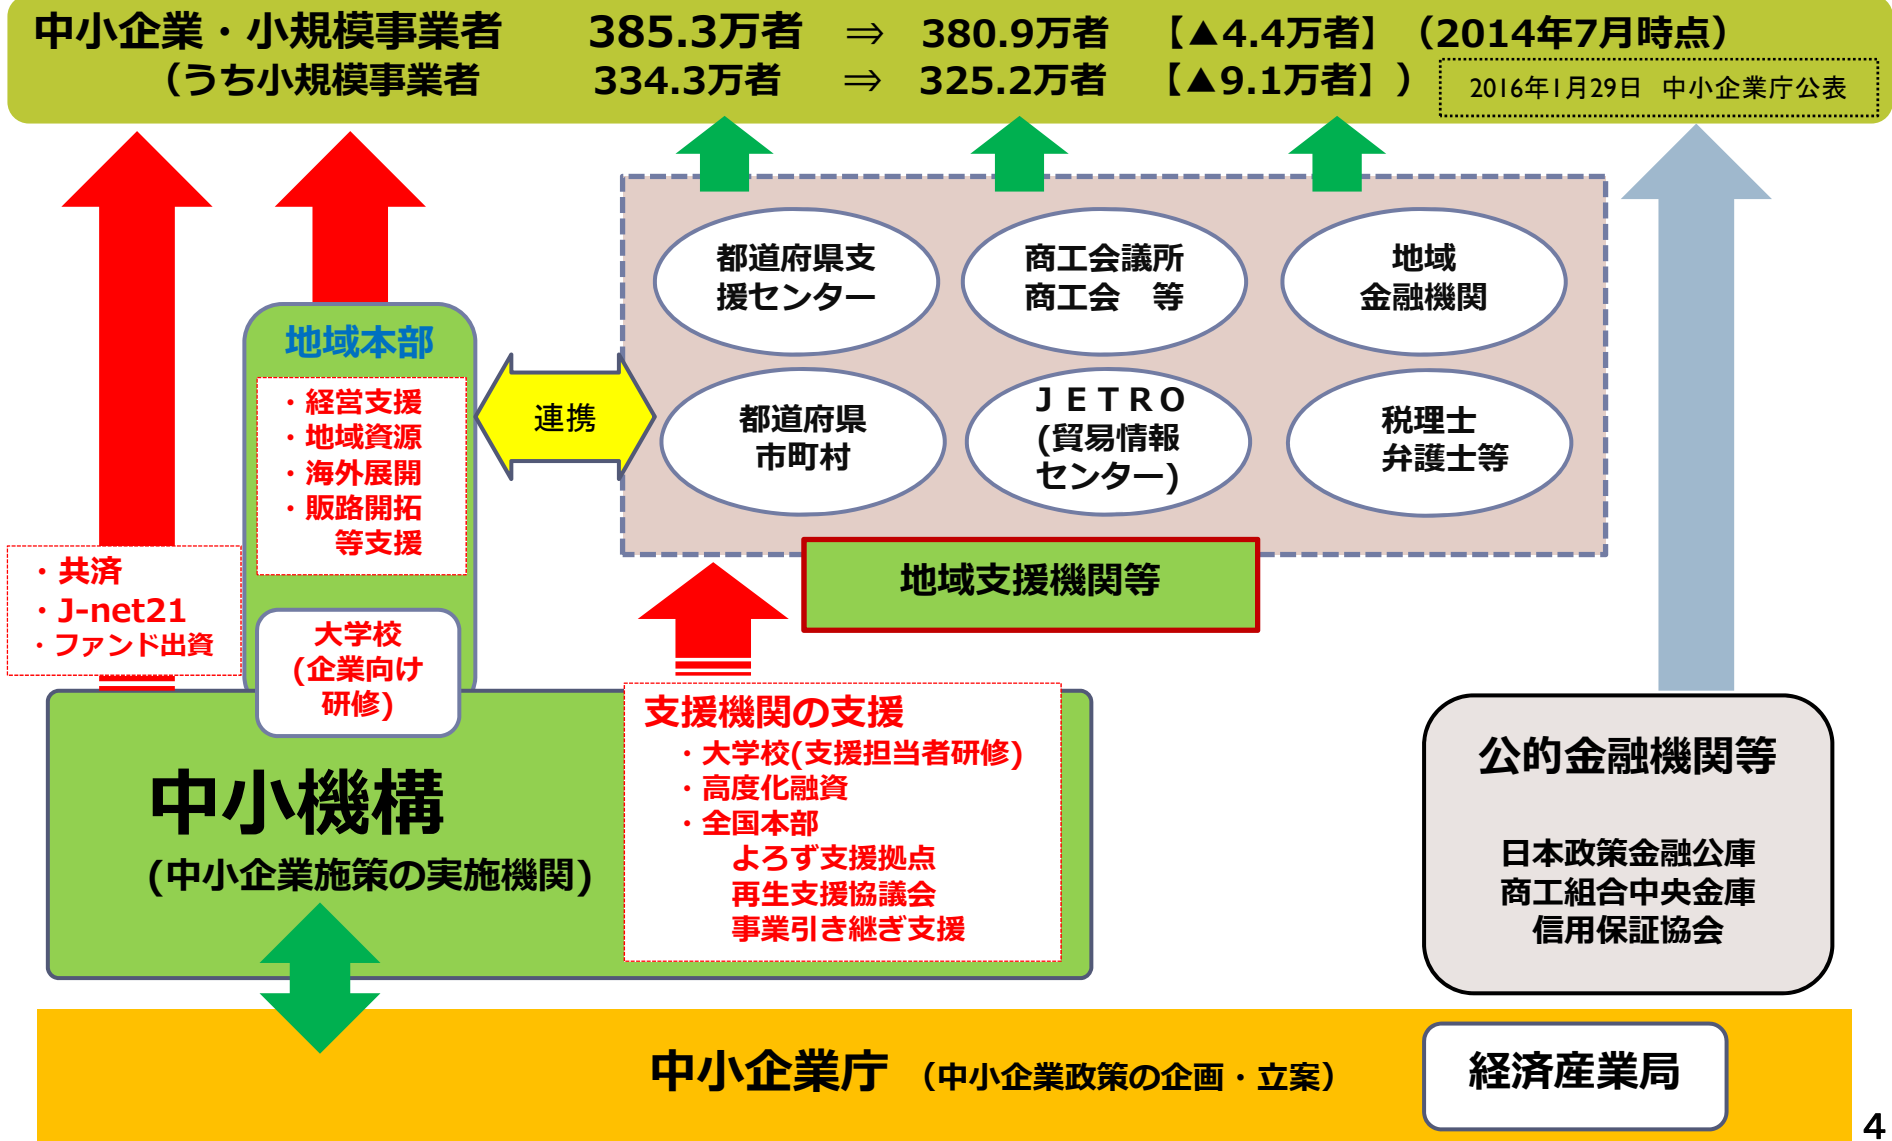 中小企業・小規模事業者　385.3万者　⇒　380.9万者　【▲4.4万者】（2014年7月時点）
（うち小規模事業者　334.3万者　⇒　325.2万者　【▲9.1万者】）
2016年1月29日　中小企業庁公表
都道府県支
援センター
商工会議所
商工会　等
地域
金融機関
地域本部
・経営支援
・地域資源
・海外展開
・販路開拓
等支援
連携
都道府県
市町村
ＪＥＴＲＯ
(貿易情報
センター)
税理士
弁護士等
地域支援機関等
・共済
・J-net21
・ファンド出資
大学校
(企業向け
研修)
支援機関の支援
・大学校(支援担当者研修)
・高度化融資
・全国本部
よろず支援拠点
再生支援協議会
事業引き継ぎ支援
中小機構
(中小企業施策の実施機関)
公的金融機関等
日本政策金融公庫
商工組合中央金庫
信用保証協会
中小企業庁　（中小企業政策の企画・立案）
経済産業局
4